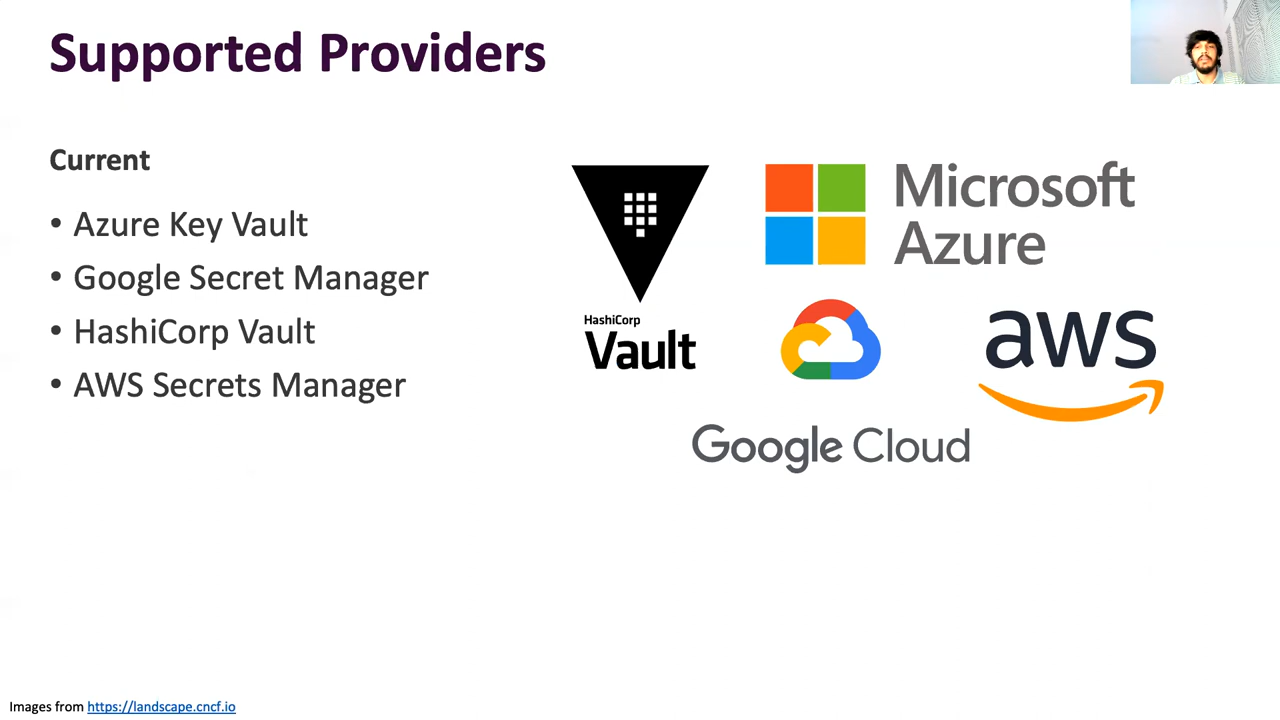 Supported Providers
Current
• Azure Key Vault
• Google Secret Manager
• HashiCorp Vault
• AWS Secrets Manager
HashiCorp
Vault
Microsoft
Azure
Google Cloud
aws
Images from https://landscape.cncf.io